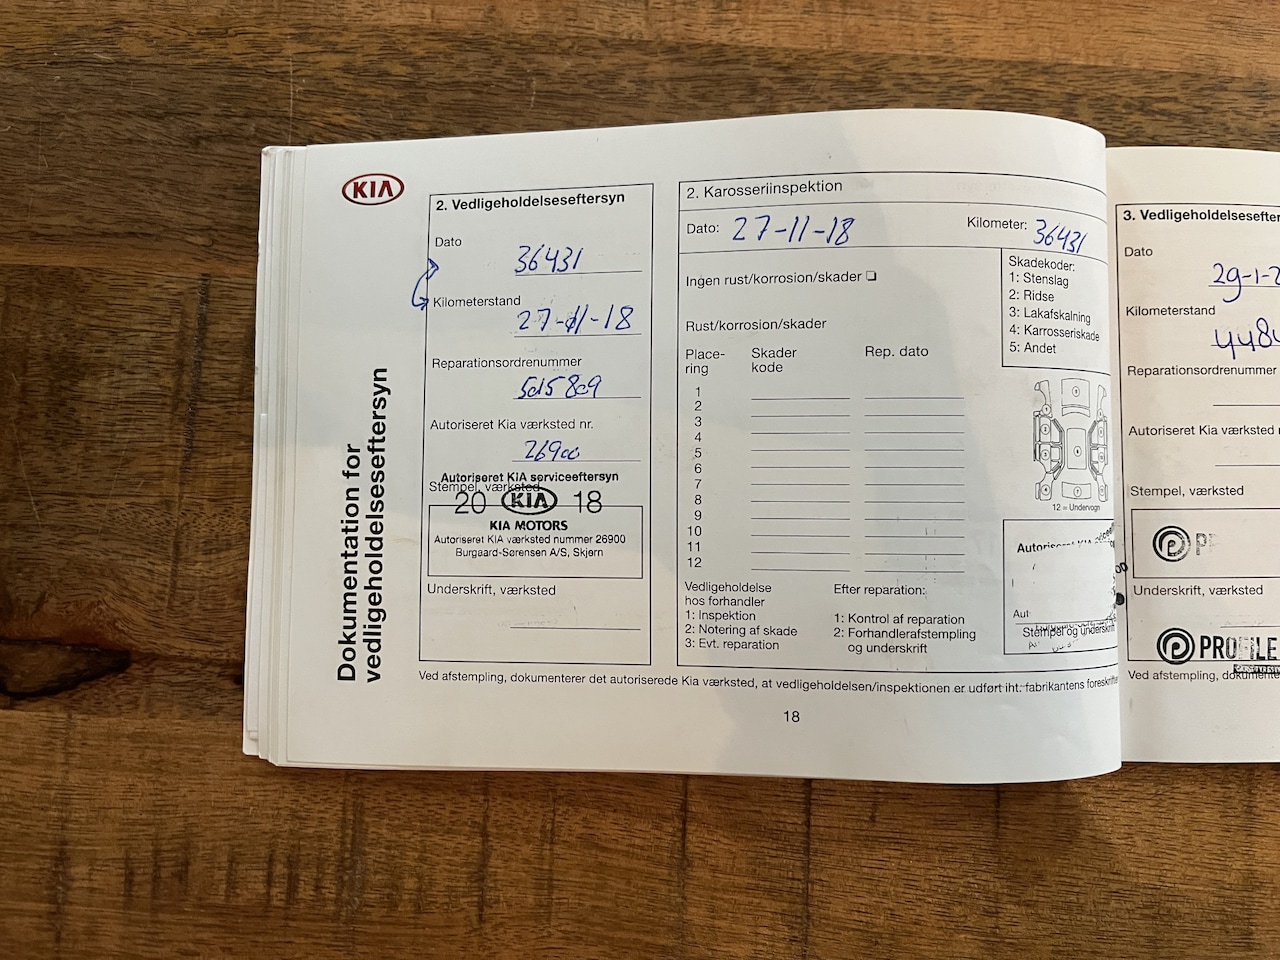 KIA
Dokumentation for
vedligeholdelseseftersyn
2. Vedligeholdelseseftersyn
Dato
36431
Kilometerstand
27-11-18
Reparationsordrenummer
Autoriseret Kia værksted nr.
26900
Autoriseret KIA serviceeftersyn
Stempel, værksted
20 KIA 18
KIA MOTORS
Autoriseret KIA værksted nummer 26900
Burgaard-Sørensen A/S, Skjern
Underskrift, værksted
2. Karosseriinspektion
Dato: 27-11-18 Kilometer: 36431
Ingen rust/korrosion/skader
Rust/korrosion/skader
Place-
ring
Skader
kode
Rep. dato
1
2
3
4
5
6
7
8
9
10
11
12
Skadekoder:
1: Stenslag
2: Ridse
3: Lakafskalning
4: Karrosseriskade
5: Andet
12 = Undervogn
Stempel og underskrift
Vedligeholdelse
hos forhandler
1: Inspektion
2: Notering af skade
3: Evt. reparation
Efter reparation:
1: Kontrol af reparation
2: Forhandlerafstempling
og underskrift
Ved afstempling, dokumenterer det autoriserede Kia værksted, at vedligeholdelsen/inspektionen er udført iht. fabrikantens
18
3. Vedligeholdelsesefter
Dato
29-1-2
Kilometerstand
Reparationsordrenummer
Autoriseret Kia værksted
Stempel, værksted
Underskrift, værksted
PROFILE
Ved afstempling,